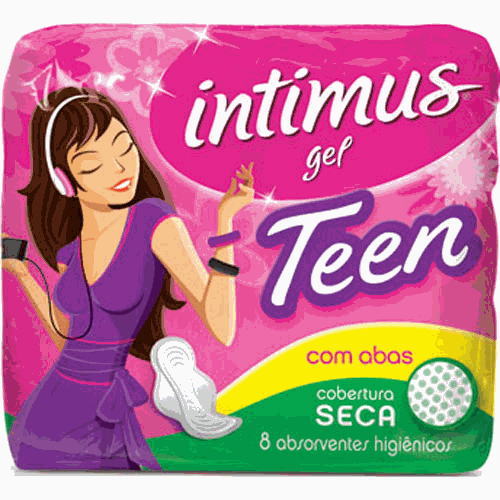 intimus
gel
Teen
com abas
cobertura
SECA
8 absorventes higiênicos